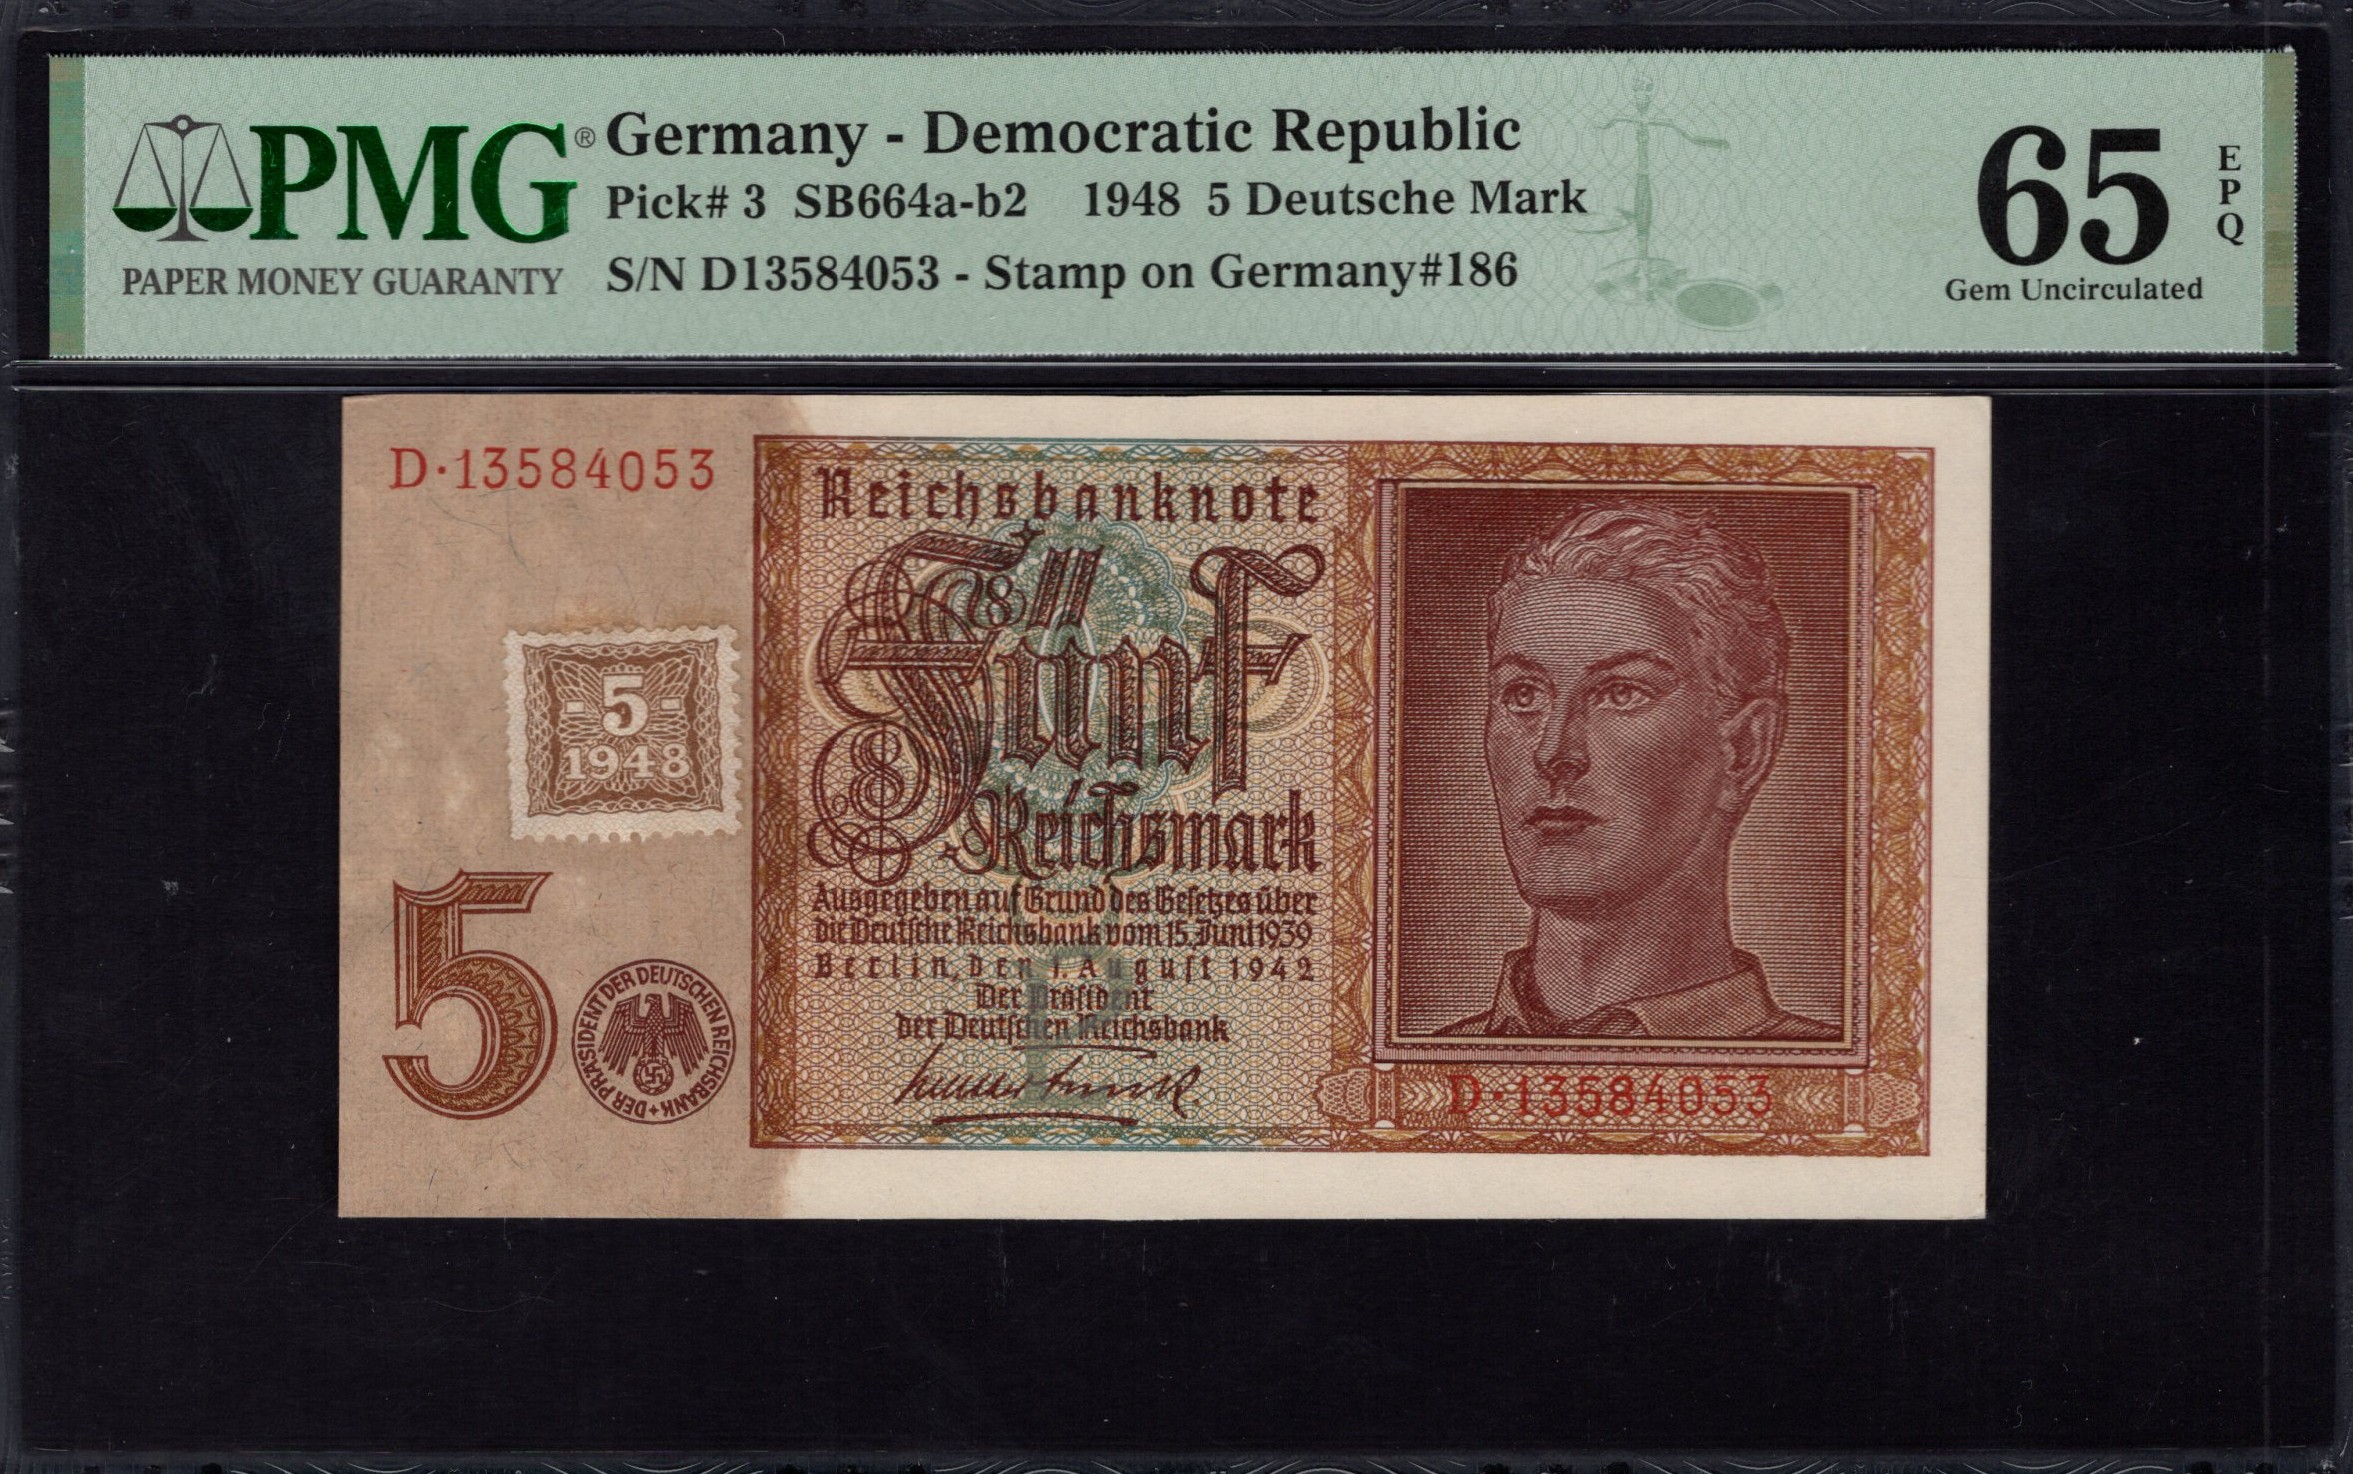 PMG®
PAPER MONEY GUARANTY
Germany - Democratic Republic
Pick# 3 SB664a-b2 1948 5 Deutsche Mark
S/N D13584053 - Stamp on Germany#186
65
EPQ
Gem Uncirculated
D·13584053
-5-
1948
5
DER PRÄSIDENT DER DEUTSCHEN REICHSBANK +
Reichsbanknote
Fünf
Reichsmark
Ausgegeben auf Grund des Gesetzes über
die Deutsche Reichsbank vom 15. Juni 1939
Berlin, den 1. August 1942
Der Präsident
der Deutschen Reichsbank
D·13584053